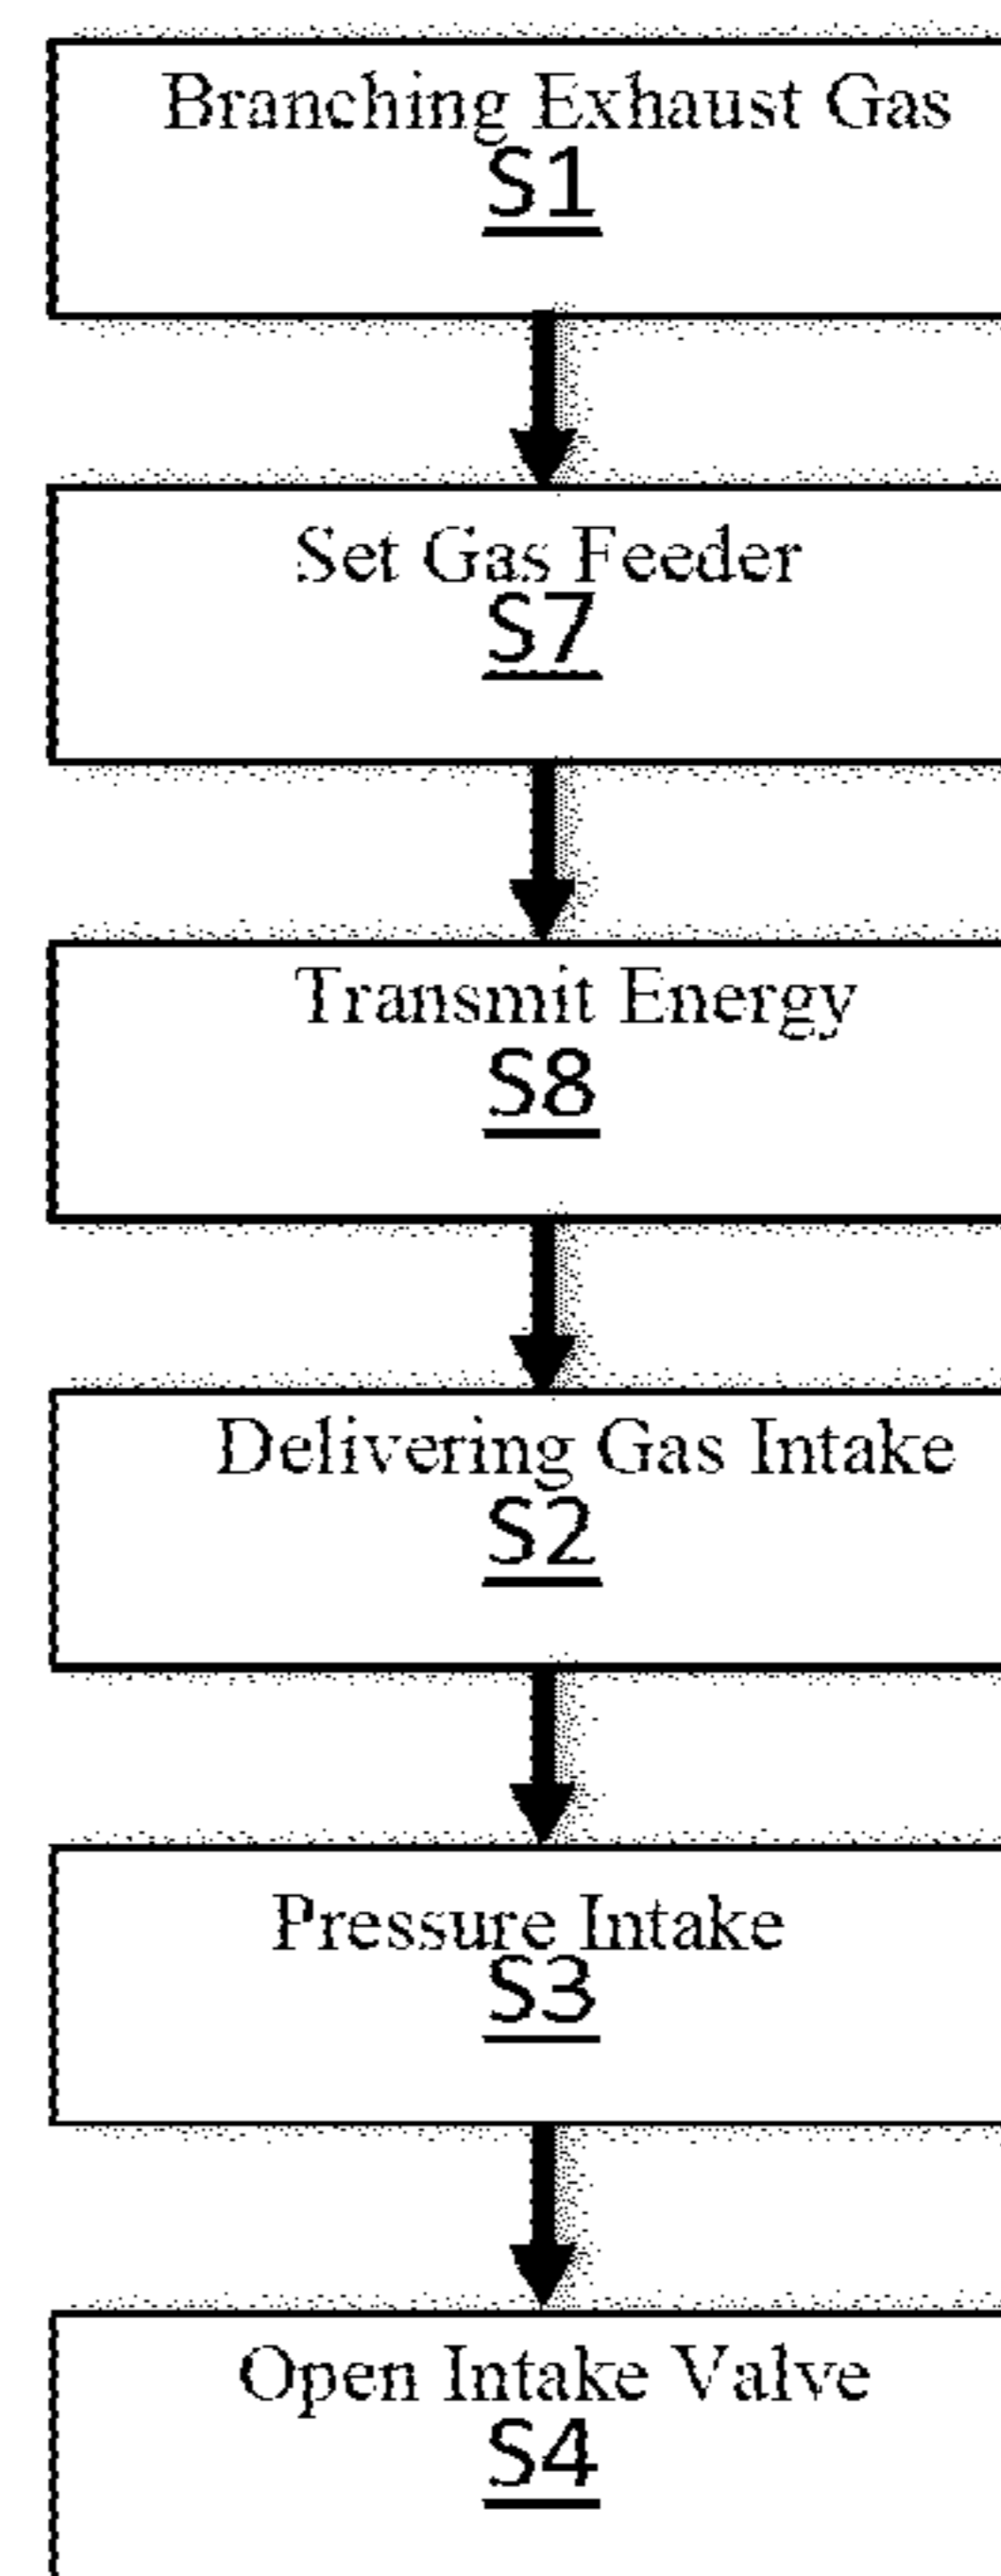 Branching Exhaust Gas
S1
Set Gas Feeder
S7
Transmit Energy
S8
Delivering Gas Intake
S2
Pressure Intake
S3
Open Intake Valve
S4